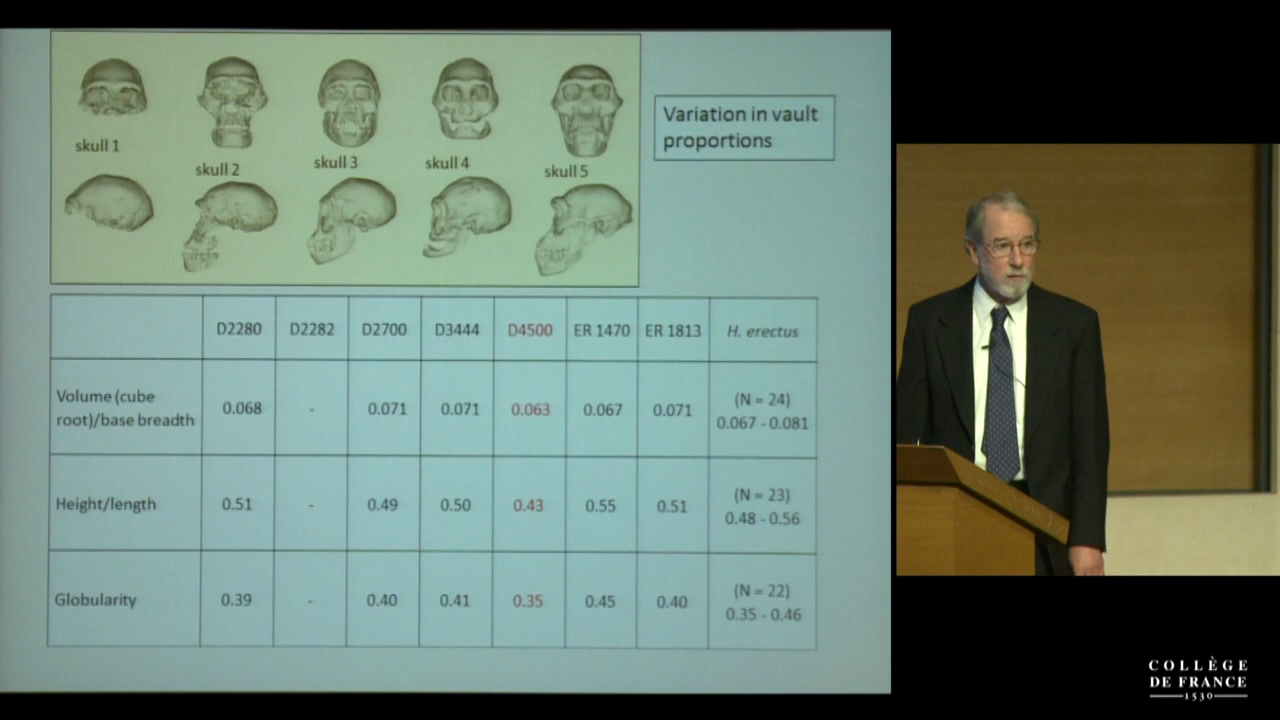 skull 1
skull 2
skull 3
skull 4
skull 5
Variation in vault
proportions
D2280 D2282 D2700 D3444 D4500 ER 1470 ER 1813 H. erectus
Volume (cube
root)/base breadth 0.068 - 0.071 0.071 0.063 0.067 0.071 (N = 24)
0.067 - 0.081
Height/length 0.51 - 0.49 0.50 0.43 0.55 0.51 (N = 23)
0.48 - 0.56
Globularity 0.39 - 0.40 0.41 0.35 0.45 0.40 (N = 22)
0.35 - 0.46
COLLÈGE
DE FRANCE
1530